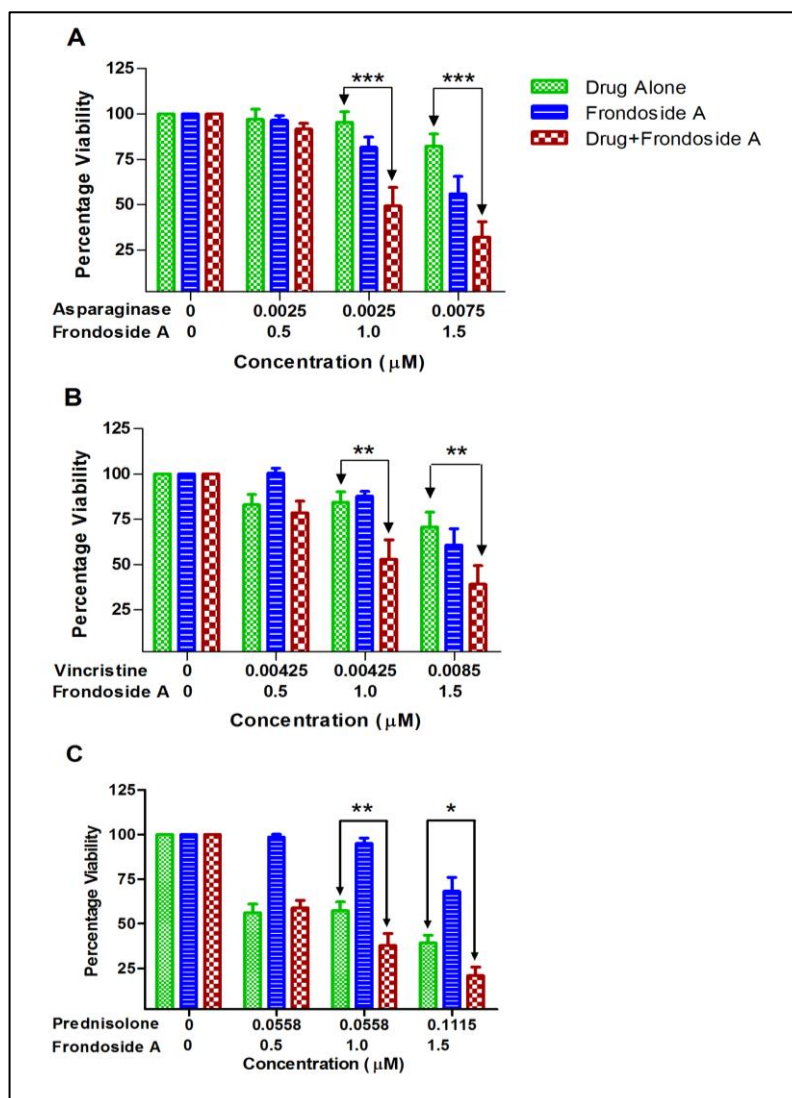 A
125
100
75
50
25
Percentage Viability
*** ***
Drug Alone
Frondoside A
Drug+Frondoside A
Asparaginase 0 0.0025 0.0025 0.0075
Frondoside A 0 0.5 1.0 1.5
Concentration ( μM)
B
125
100
75
50
25
Percentage Viability
** **
Vincristine 0 0.00425 0.00425 0.0085
Frondoside A 0 0.5 1.0 1.5
Concentration (μM)
C
125
100
75
50
25
Percentage Viability
** *
Prednisolone 0 0.0558 0.0558 0.1115
Frondoside A 0 0.5 1.0 1.5
Concentration ( μM)